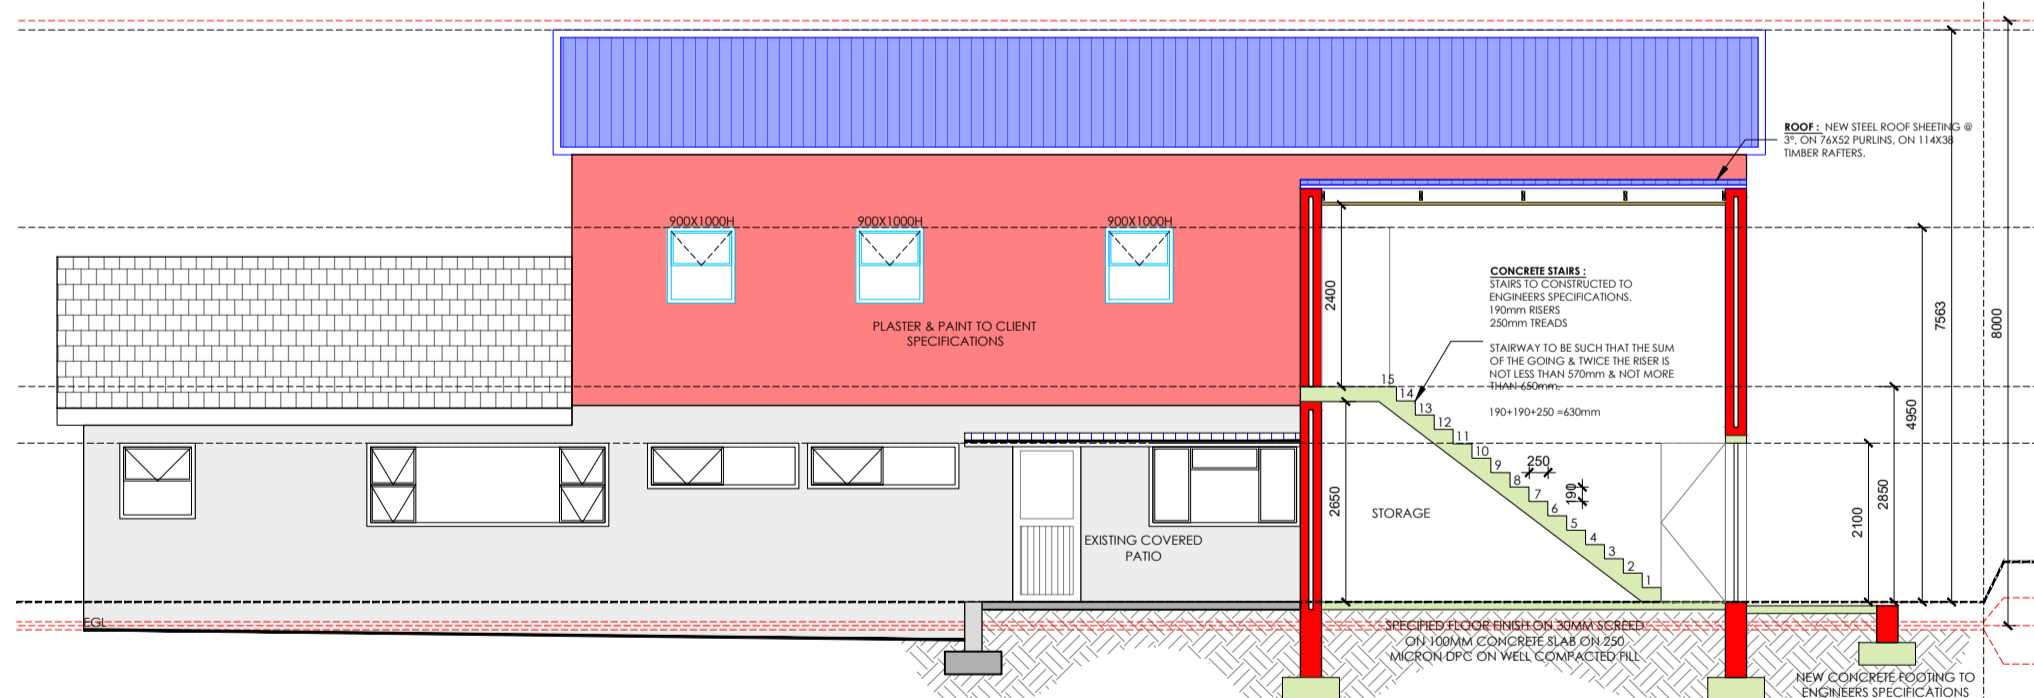 ROOF : NEW STEEL ROOF SHEETING @
3°, ON 76X52 PURLINS, ON 114X38
TIMBER RAFTERS.
900X1000H
900X1000H
900X1000H
PLASTER & PAINT TO CLIENT
SPECIFICATIONS
2400
CONCRETE STAIRS :
STAIRS TO CONSTRUCTED TO
ENGINEERS SPECIFICATIONS.
190mm RISERS
250mm TREADS
STAIRWAY TO BE SUCH THAT THE SUM
OF THE GOING & TWICE THE RISER IS
NOT LESS THAN 570mm & NOT MORE
THAN 650mm.
190+190+250 =630mm
7563
8000
4950
2850
2100
2650
15
14
13
12
11
10
9
8
7
6
5
4
3
2
1
250
190
STORAGE
EXISTING COVERED
PATIO
EGL
SPECIFIED FLOOR FINISH ON 30MM SCREED
ON 100MM CONCRETE SLAB ON 250
MICRON DPC ON WELL COMPACTED FILL
NEW CONCRETE FOOTING TO
ENGINEERS SPECIFICATIONS